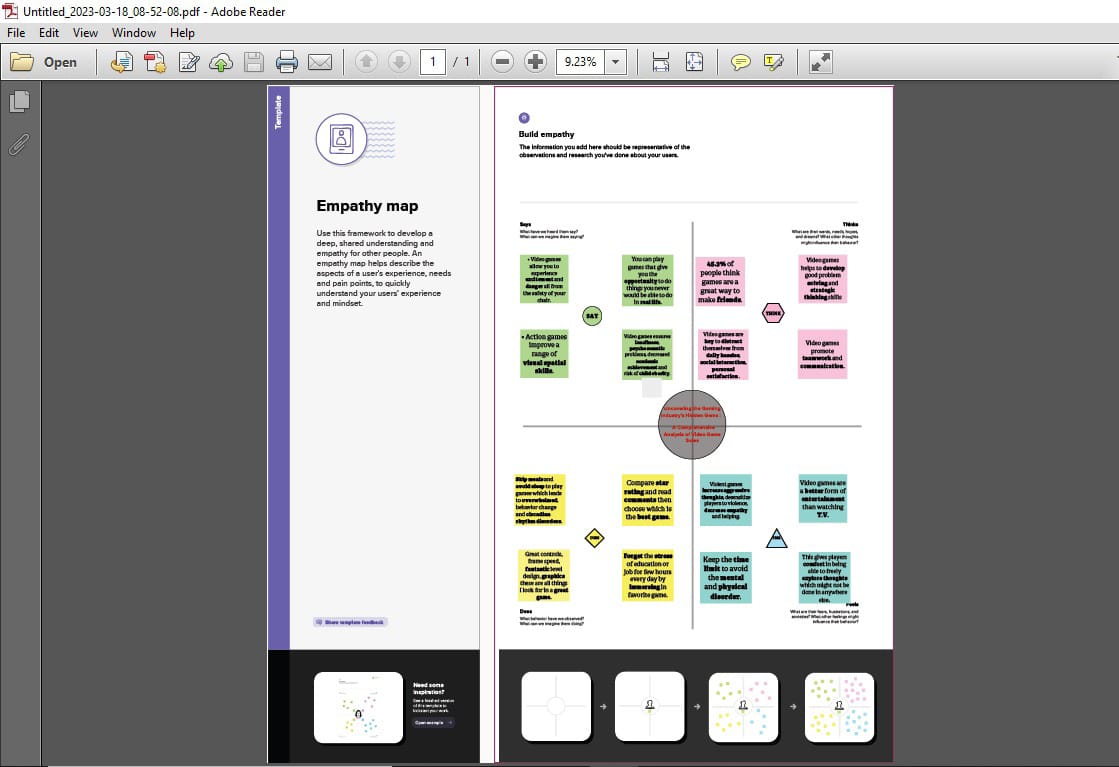 Untitled_2023-03-18_08-52-08.pdf - Adobe Reader
File Edit View Window Help
Open
1 / 1
9.23%
Template
Empathy map
Use this framework to develop a
deep, shared understanding and
empathy for other people. An
empathy map helps describe the
aspects of a user's experience, needs
and pain points, to quickly
understand your users' experience
and mindset.
Share template feedback
Need some
inspiration?
See a finished version
of this template to
kickstart your work.
Open example
Build empathy
The information you add here should be representative of the
observations and research you've done about your users.
Says
What have we heard them say?
What can we imagine them saying?
Thinks
What are their wants, needs, hopes,
and dreams? What other thoughts
might influence their behavior?
• Video games
allow you to
experience
excitement and
danger all from
the safety of your
chair.
You can play
games that give
you the
opportunity to do
things you never
would be able to do
in real life.
45.2% of
people think
games are a
great way to
make friends.
Video games
helps to develop
good problem
solving and
strategic
thinking skills
SAY
THINK
• Action games
improve a
range of
visual spatial
skills.
Video games ensures
loneliness,
psychosomatic
problems, decreased
academic
achievement and
risk of child obesity.
Video games are
key to distract
themselves from
daily hassles,
social interaction,
personal
satisfaction.
Video games
promote
teamwork and
communication.
Uncovering the Gaming
Industry's Hidden Gems:
A Comprehensive
Analysis of Video Game
Sales
Skip meals and
avoid sleep to play
games which leads
to overwhelmed,
behavior change
and circadian
rhythm disorders.
Compare star
rating and read
comments then
choose which is
the best game.
Violent games
increase aggressive
thoughts, desensitize
players to violence,
decrease empathy
and helping.
Video games are
a better form of
entertainment
than watching
T.V.
Great controls,
frame speed,
fantastic level
design, graphics
these are all things
I look for in a great
game.
Forget the stress
of education or
job for few hours
every day by
immersing in
favorite game.
Keep the time
limit to avoid
the mental
and physical
disorder.
This gives players
comfort in being
able to freely
explore thoughts
which might not be
done in anywhere
else.
Does
What behavior have we observed?
What can we imagine them doing?
Feels
What are their fears, frustrations, and
anxieties? What other feelings might
influence their behavior?